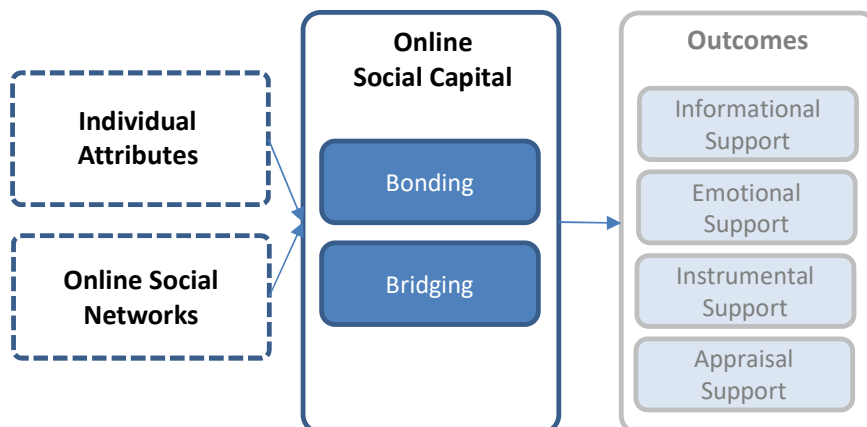 Individual
Attributes
Online Social
Networks
Online
Social Capital
Bonding
Bridging
Outcomes
Informational
Support
Emotional
Support
Instrumental
Support
Appraisal
Support